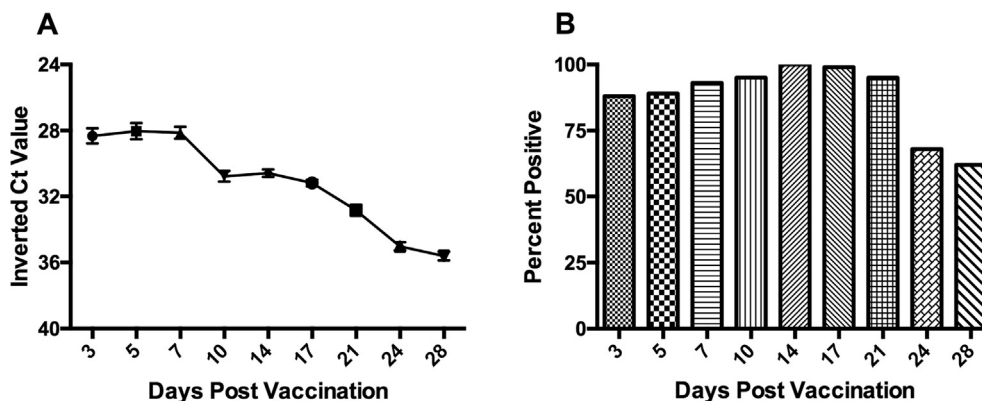 A
24
28
32
36
40
Inverted Ct Value
3 5 7 10 14 17 21 24 28
Days Post Vaccination
B
100
75
50
25
0
Percent Positive
3 5 7 10 14 17 21 24 28
Days Post Vaccination